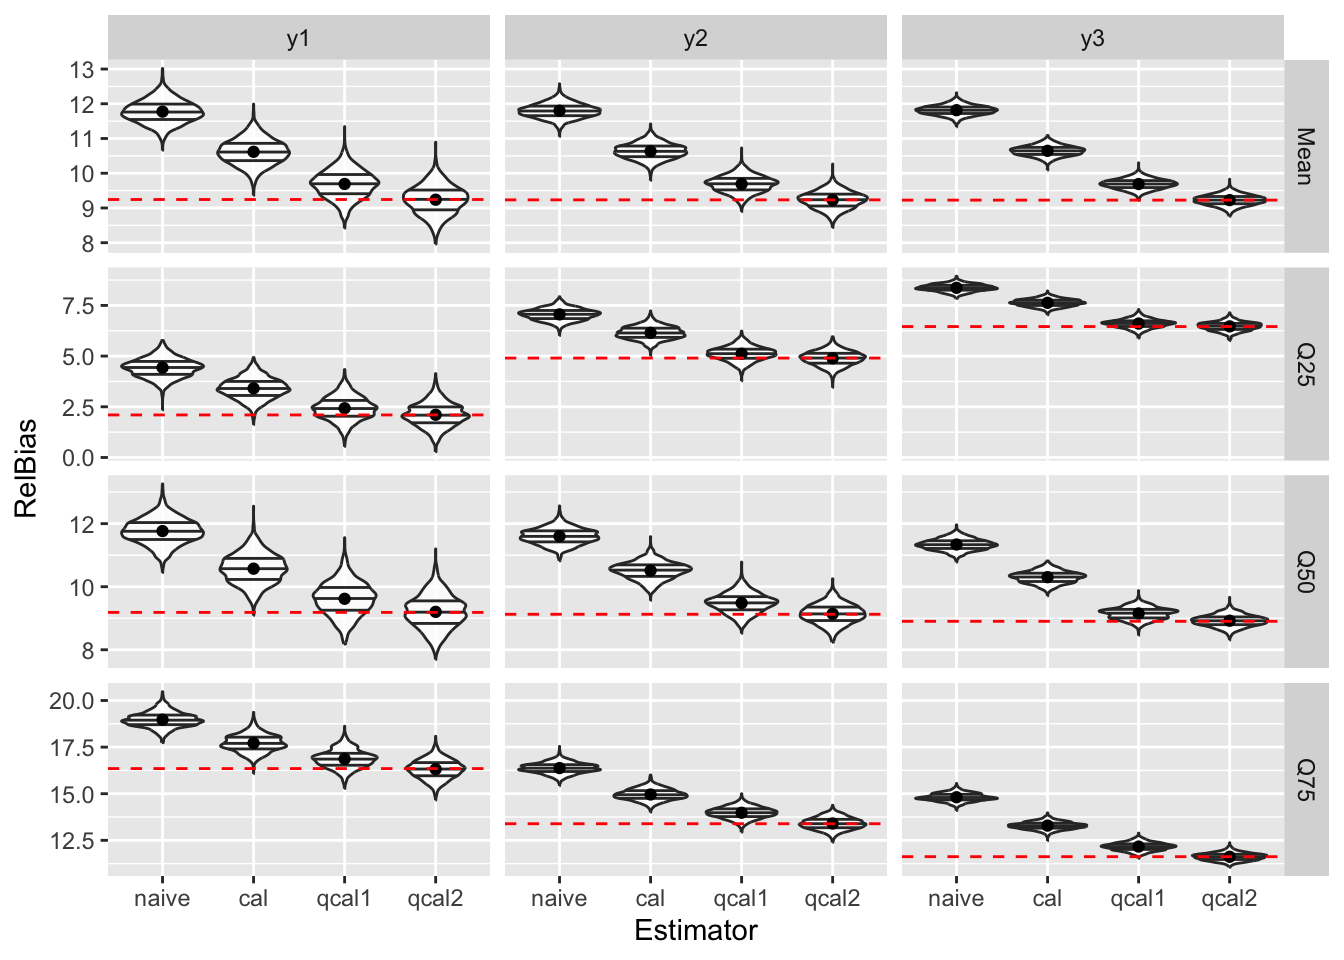 y1 y2 y3
13
12
11
10
9
8
Mean
7.5
5.0
2.5
0.0
Q25
12
10
8
Q50
20.0
17.5
15.0
12.5
Q75
RelBias
naive cal qcal1 qcal2 naive cal qcal1 qcal2 naive cal qcal1 qcal2
Estimator